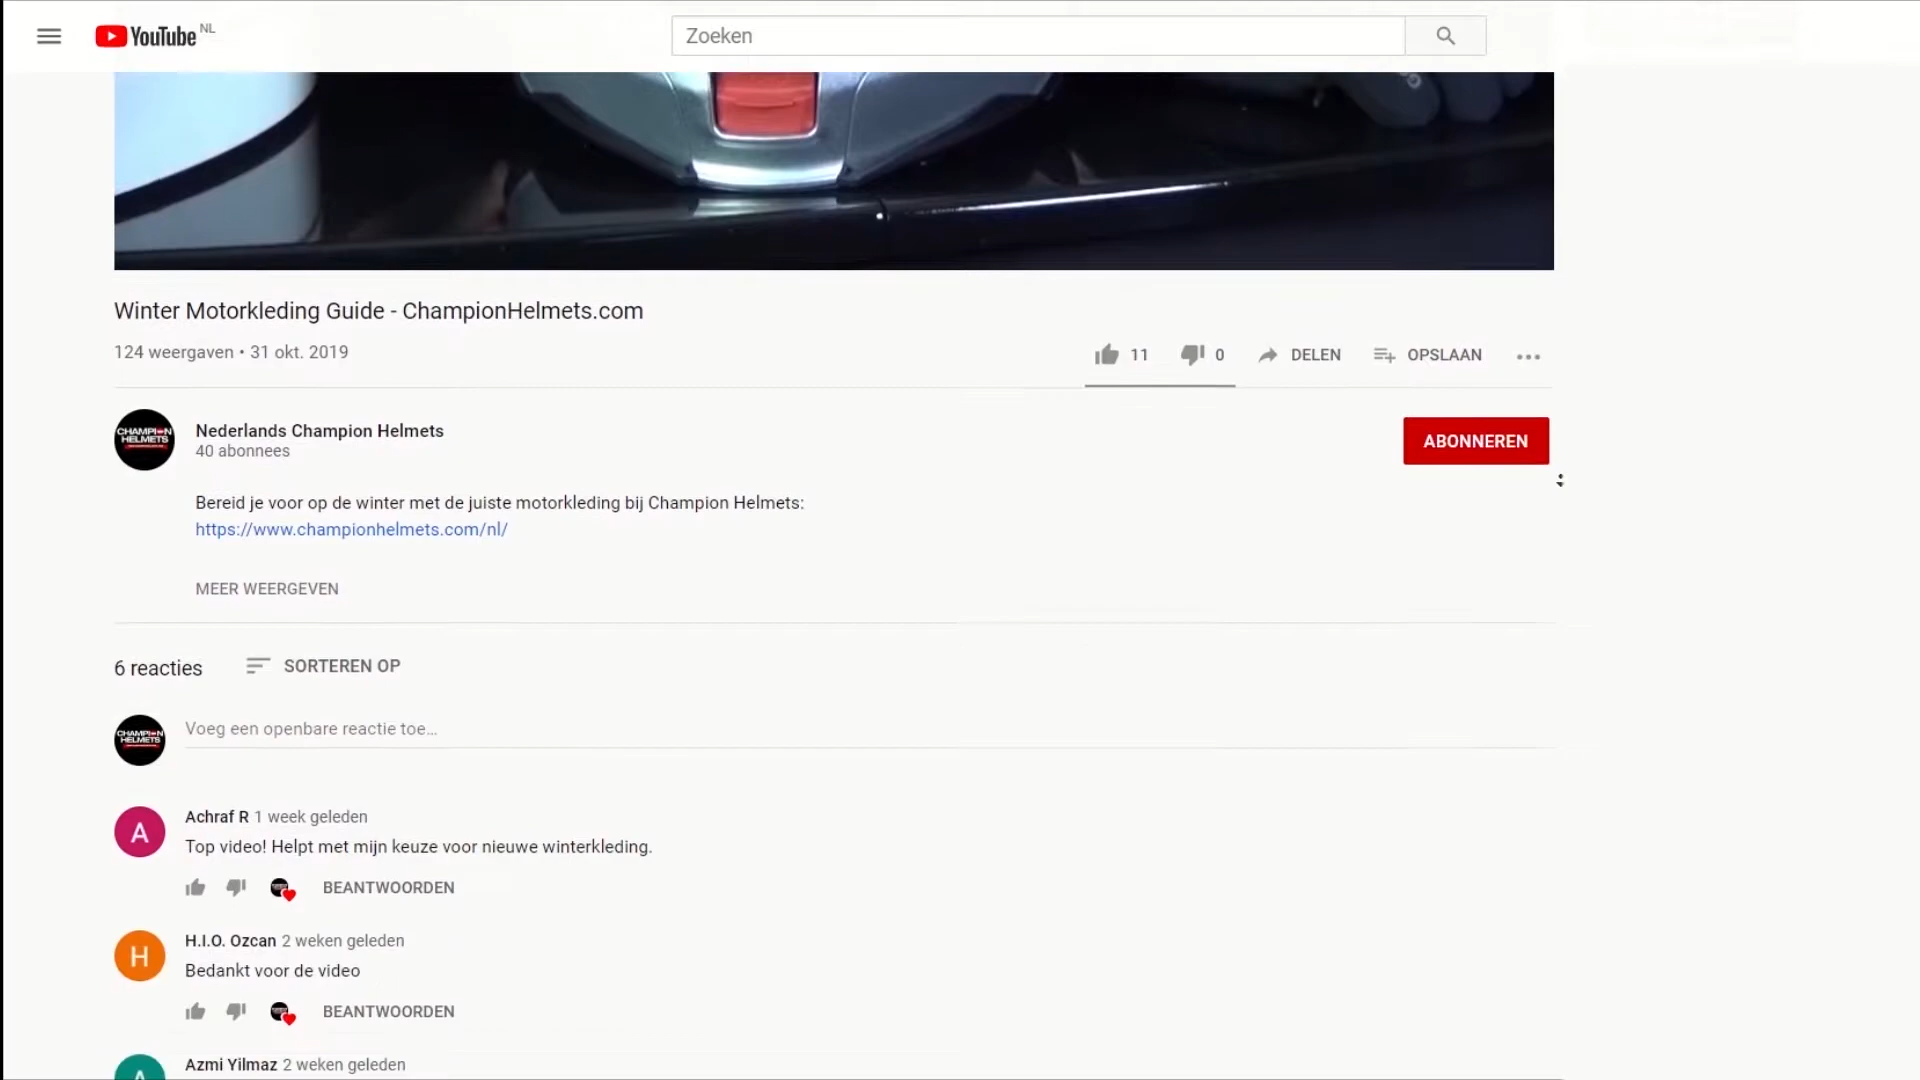 YouTube NL
Zoeken
Winter Motorkleding Guide - ChampionHelmets.com
124 weergaven • 31 okt. 2019
11
0
DELEN
OPSLAAN
CHAMPION
HELMETS
Nederlands Champion Helmets
40 abonnees
ABONNEREN
Bereid je voor op de winter met de juiste motorkleding bij Champion Helmets:
https://www.championhelmets.com/nl/
MEER WEERGEVEN
6 reacties
SORTEREN OP
CHAMPION
HELMETS
Voeg een openbare reactie toe...
A
Achraf R 1 week geleden
Top video! Helpt met mijn keuze voor nieuwe winterkleding.
BEANTWOORDEN
H
H.I.O. Ozcan 2 weken geleden
Bedankt voor de video
BEANTWOORDEN
A
Azmi Yilmaz 2 weken geleden